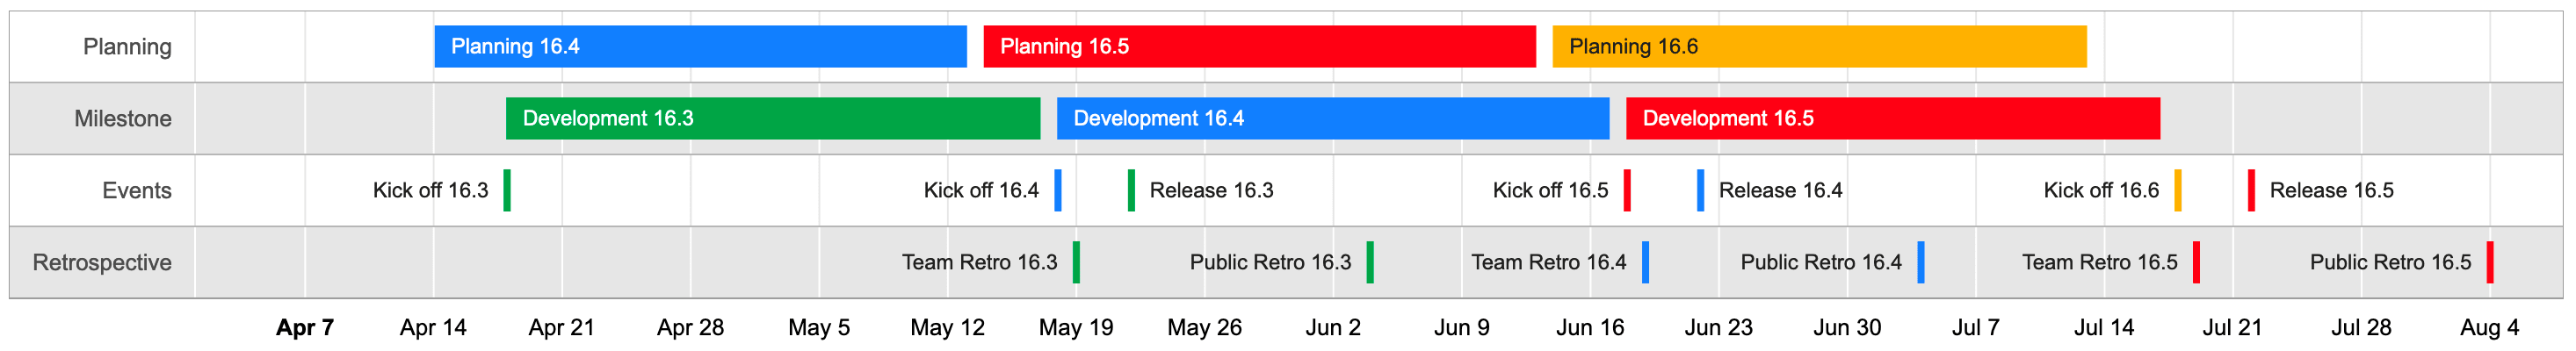 Planning
Planning 16.4
Planning 16.5
Planning 16.6
Milestone
Development 16.3
Development 16.4
Development 16.5
Events
Kick off 16.3
Kick off 16.4
Release 16.3
Kick off 16.5
Release 16.4
Kick off 16.6
Release 16.5
Retrospective
Team Retro 16.3
Public Retro 16.3
Team Retro 16.4
Public Retro 16.4
Team Retro 16.5
Public Retro 16.5
Apr 7
Apr 14
Apr 21
Apr 28
May 5
May 12
May 19
May 26
Jun 2
Jun 9
Jun 16
Jun 23
Jun 30
Jul 7
Jul 14
Jul 21
Jul 28
Aug 4